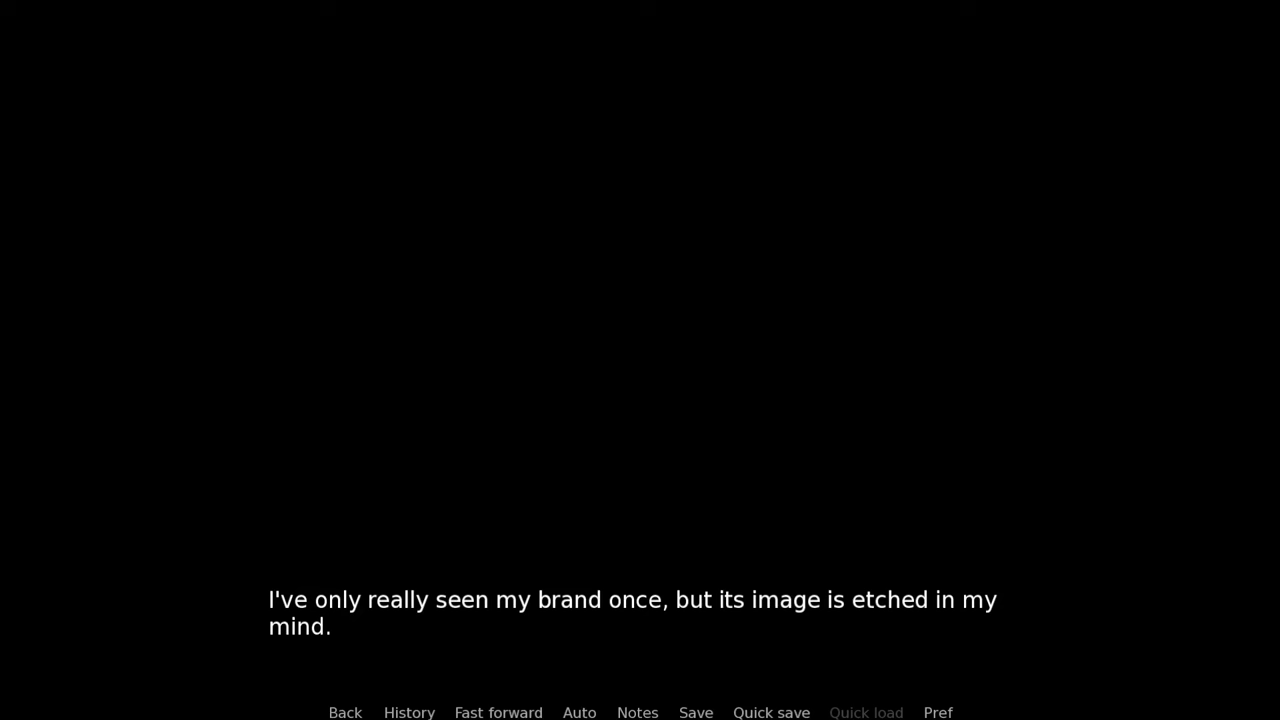 I've only really seen my brand once, but its image is etched in my
mind.
Back History Fast forward Auto Notes Save Quick save Quick load Pref